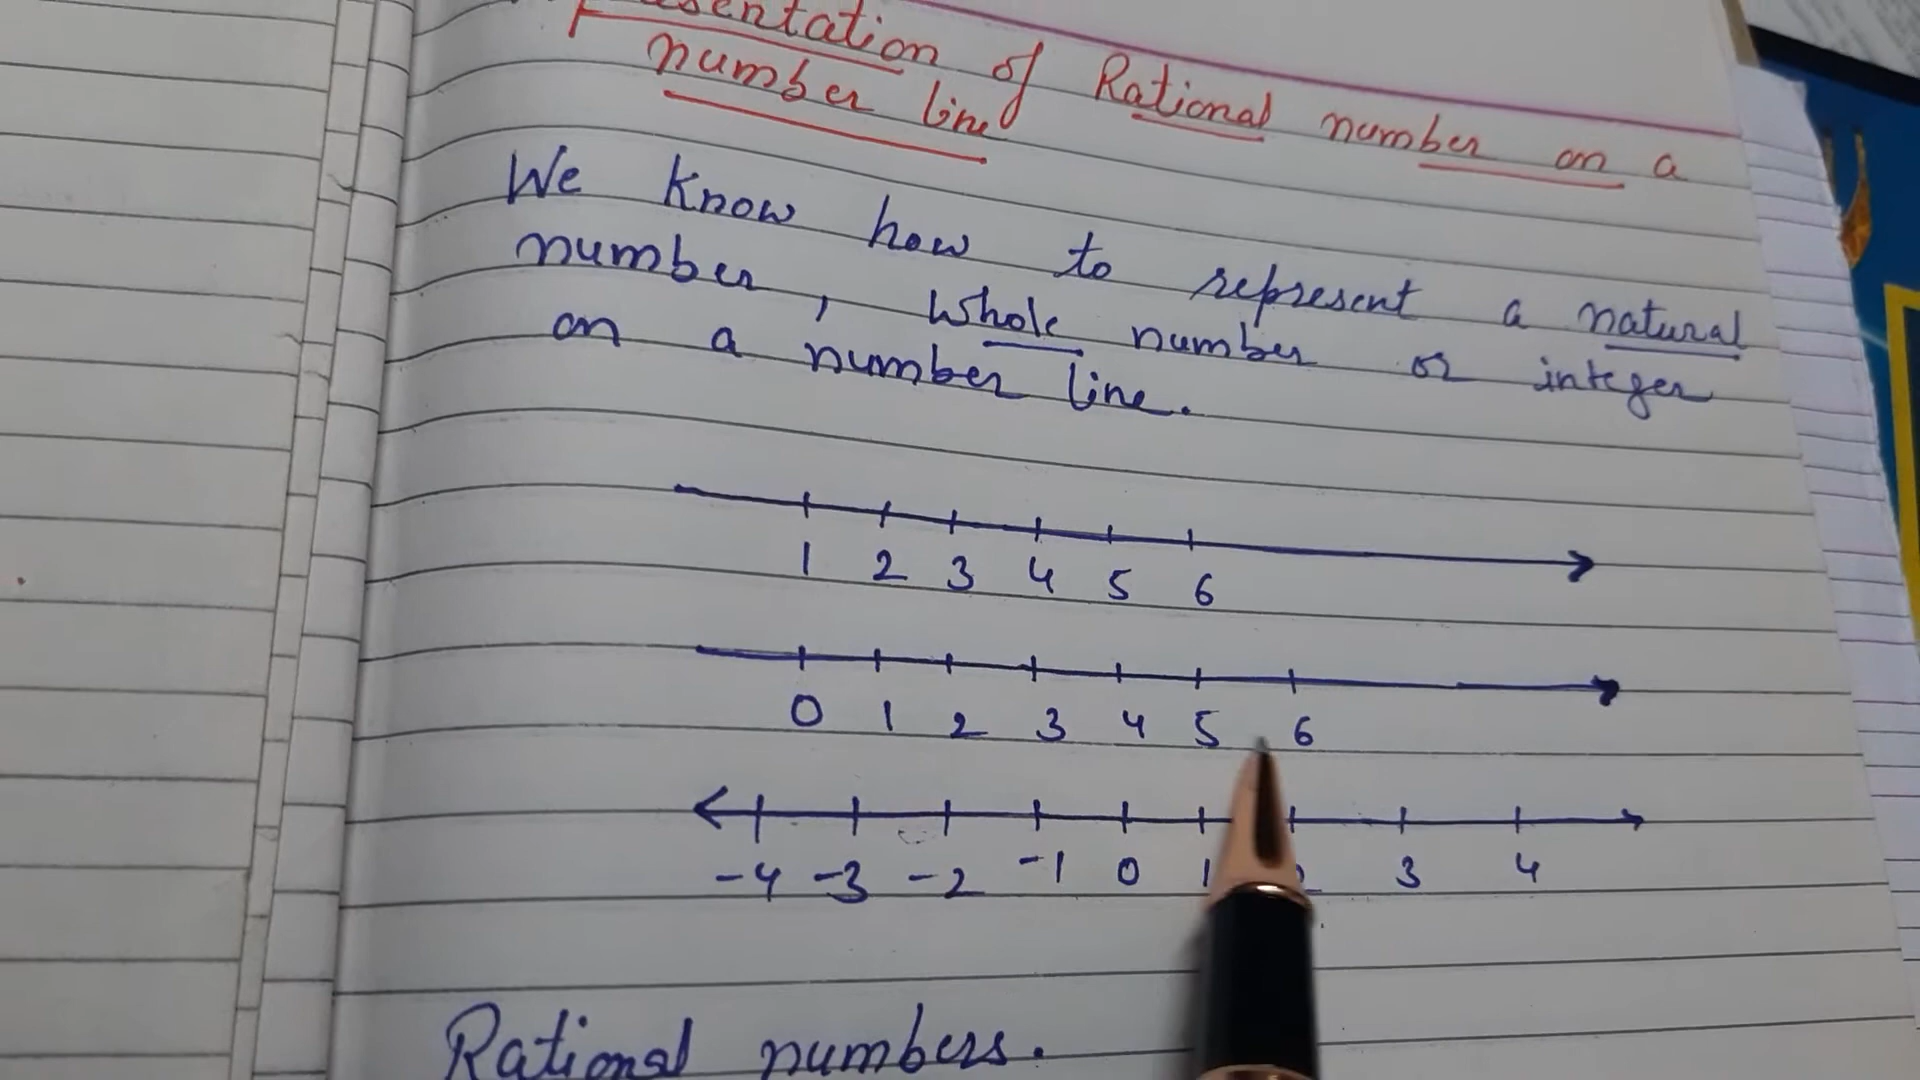 of Rational number on a
number line
We know how to represent a natural
number, whole number or integer
on a number line.
1 2 3 4 5 6
0 1 2 3 4 5 6
-4 -3 -2 -1 0 1 3 4
Rational numbers.